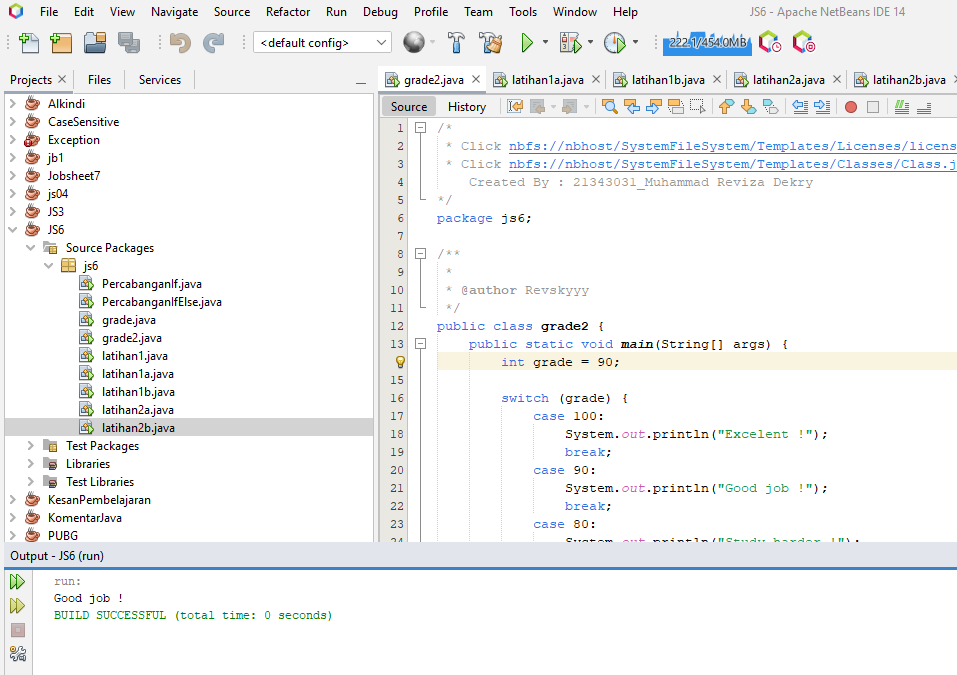 File Edit View Navigate Source Refactor Run Debug Profile Team Tools Window Help JS6 - Apache NetBeans IDE 14
<default config> 222.1/454.0MB
Projects Files Services
Alkindi
CaseSensitive
Exception
jb1
Jobsheet7
js04
JS3
JS6
Source Packages
js6
PercabanganIf.java
PercabanganIfElse.java
grade.java
grade2.java
latihan1.java
latihan1a.java
latihan1b.java
latihan2a.java
latihan2b.java
Test Packages
Libraries
Test Libraries
KesanPembelajaran
KomentarJava
PUBG
grade2.java latihan1a.java latihan1b.java latihan2a.java latihan2b.java
Source History
1 /*
2 * Click nbfs://nbhost/SystemFileSystem/Templates/Licenses/licens
3 * Click nbfs://nbhost/SystemFileSystem/Templates/Classes/Class.j
4 Created By : 21343031_Muhammad Reviza Dekry
5 */
6 package js6;
7
8 /**
9 *
10 * @author Revskyyy
11 */
12 public class grade2 {
13 public static void main(String[] args) {
int grade = 90;
15
16 switch (grade) {
17 case 100:
18 System.out.println("Excelent !");
19 break;
20 case 90:
21 System.out.println("Good job !");
22 break;
23 case 80:
24 System.out.println("Study harder !");
Output - JS6 (run)
run:
Good job !
BUILD SUCCESSFUL (total time: 0 seconds)